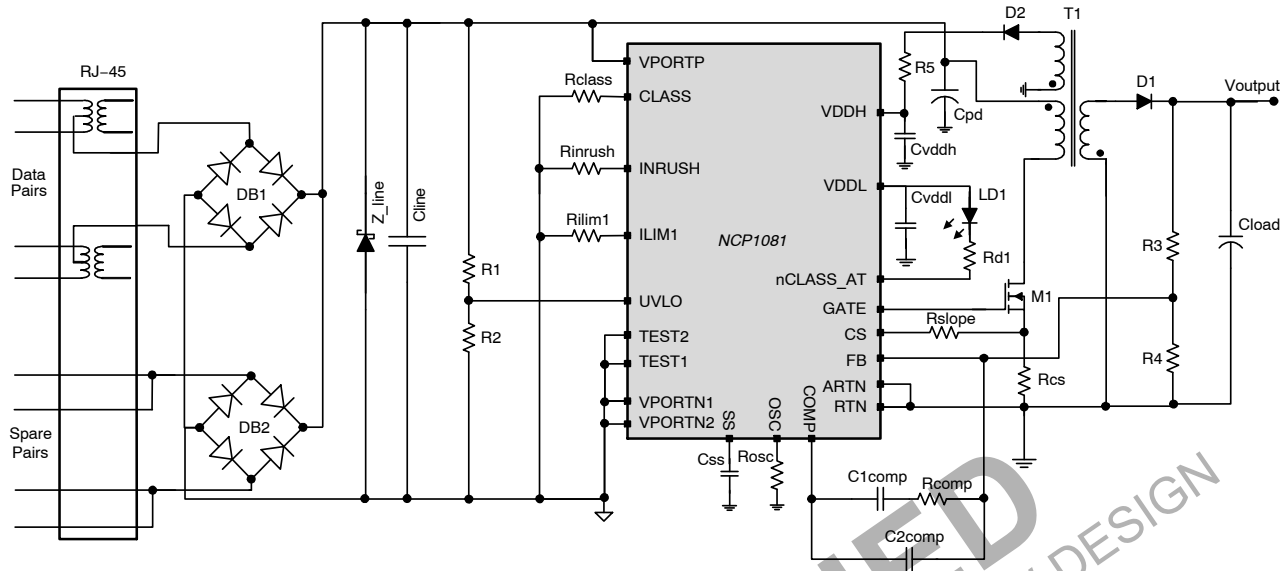 RJ-45
Data
Pairs
Spare
Pairs
DB1
DB2
Z_line
Cline
R1
R2
Rclass
Rinrush
Rilim1
VPORTP
CLASS
INRUSH
ILIM1
UVLO
TEST2
TEST1
VPORTN1
VPORTN2
NCP1081
VDDH
VDDL
nCLASS_AT
GATE
CS
FB
ARTN
RTN
SS
OSC
COMP
Css
Rosc
C1comp
Rcomp
C2comp
D2
T1
R5
Cpd
Cvddh
Cvddl
LD1
Rd1
M1
Rslope
Rcs
D1
Voutput
R3
R4
Cload
DESIGN